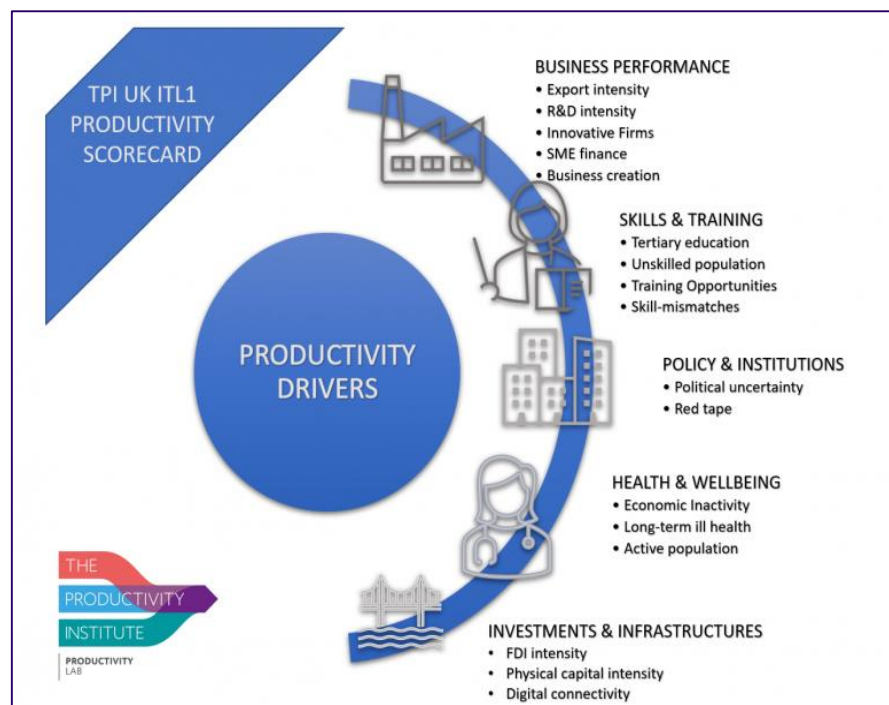 TPI UK ITL1
PRODUCTIVITY
SCORECARD
BUSINESS PERFORMANCE
• Export intensity
• R&D intensity
• Innovative Firms
• SME finance
• Business creation
SKILLS & TRAINING
• Tertiary education
• Unskilled population
• Training Opportunities
• Skill-mismatches
PRODUCTIVITY
DRIVERS
POLICY & INSTITUTIONS
• Political uncertainty
• Red tape
HEALTH & WELLBEING
• Economic Inactivity
• Long-term ill health
• Active population
INVESTMENTS & INFRASTRUCTURES
• FDI intensity
• Physical capital intensity
• Digital connectivity
THE
PRODUCTIVITY
INSTITUTE
PRODUCTIVITY
LAB